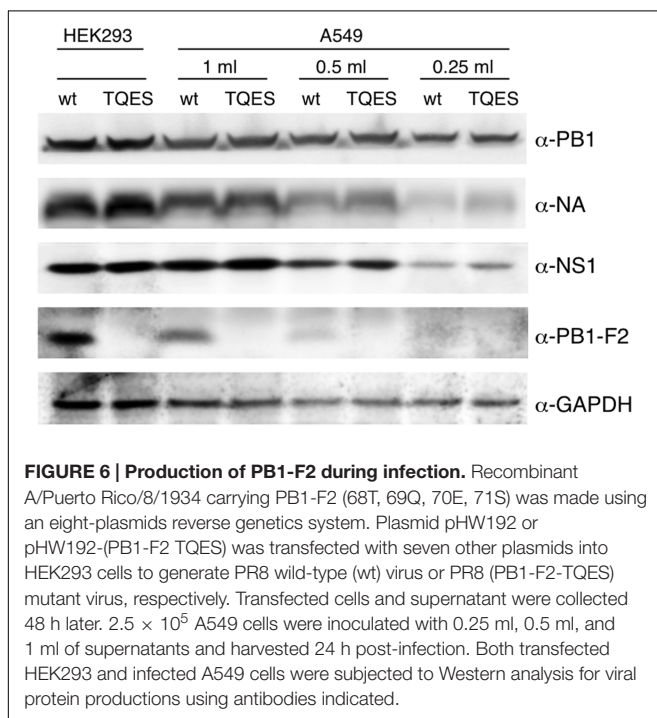 HEK293 A549
1 ml 0.5 ml 0.25 ml
wt TQES wt TQES wt TQES wt TQES
α-PB1
α-NA
α-NS1
α-PB1-F2
α-GAPDH
FIGURE 6 | Production of PB1-F2 during infection. Recombinant
A/Puerto Rico/8/1934 carrying PB1-F2 (68T, 69Q, 70E, 71S) was made using
an eight-plasmids reverse genetics system. Plasmid pHW192 or
pHW192-(PB1-F2 TQES) was transfected with seven other plasmids into
HEK293 cells to generate PR8 wild-type (wt) virus or PR8 (PB1-F2-TQES)
mutant virus, respectively. Transfected cells and supernatant were collected
48 h later. 2.5 × 10⁵ A549 cells were inoculated with 0.25 ml, 0.5 ml, and
1 ml of supernatants and harvested 24 h post-infection. Both transfected
HEK293 and infected A549 cells were subjected to Western analysis for viral
protein productions using antibodies indicated.